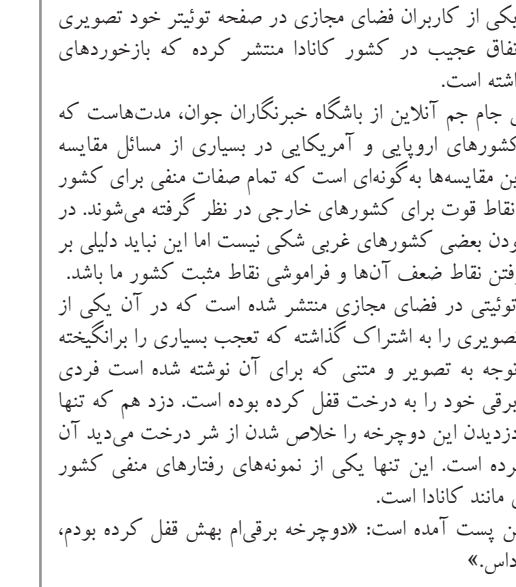 یکی از کاربران فضای مجازی در صفحه توئیتر خود تصویری
عجیب در کشور کانادا منتشر کرده که بازخوردهای
است.
جام جم آنلاین از باشگاه خبرنگاران جوان، مدت‌هاست که
کشورهای اروپایی و آمریکایی در بسیاری از مسائل مقایسه
مقایسه‌ها به‌گونه‌ای است که تمام صفات منفی برای کشور
نقاط قوت برای کشورهای خارجی در نظر گرفته می‌شوند. در
بعضی کشورهای غربی شکی نیست اما این نباید دلیلی بر
نقاط ضعف آن‌ها و فراموشی نقاط مثبت کشور ما باشد.
توئیتی در فضای مجازی منتشر شده است که در آن یکی از
تصویری را به اشتراک گذاشته که تعجب بسیاری را برانگیخته
توجه به تصویر و متنی که برای آن نوشته شده است فردی
برقی خود را به درخت قفل کرده بوده است. دزد هم که تنها
دزدیدن این دوچرخه را خلاص شدن از شر درخت می‌دید آن
است. این تنها یکی از نمونه‌های رفتارهای منفی کشور
مانند کانادا است.
پست آمده است: «دوچرخه برقی‌ام بهش قفل کرده بودم،